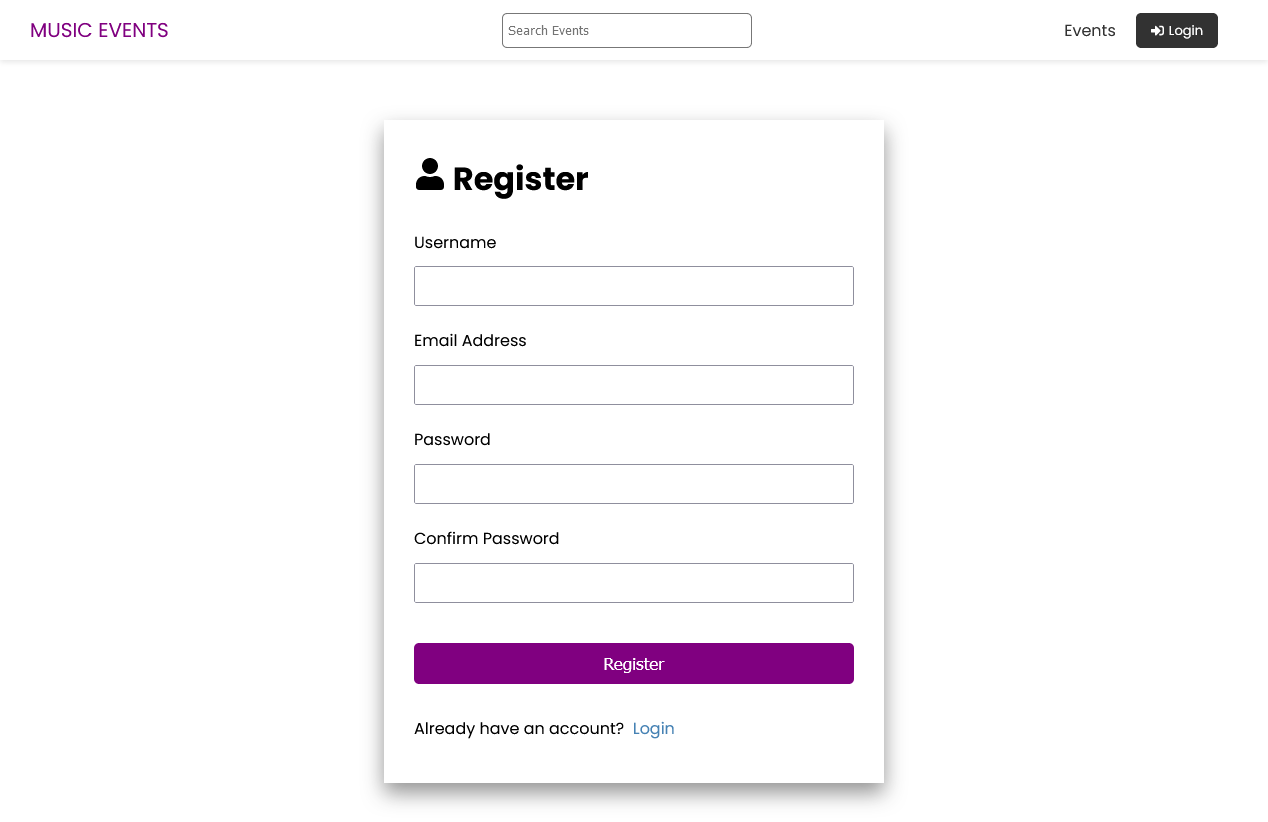 MUSIC EVENTS
Search Events
Events
Login
Register
Username
Email Address
Password
Confirm Password
Register
Already have an account? Login